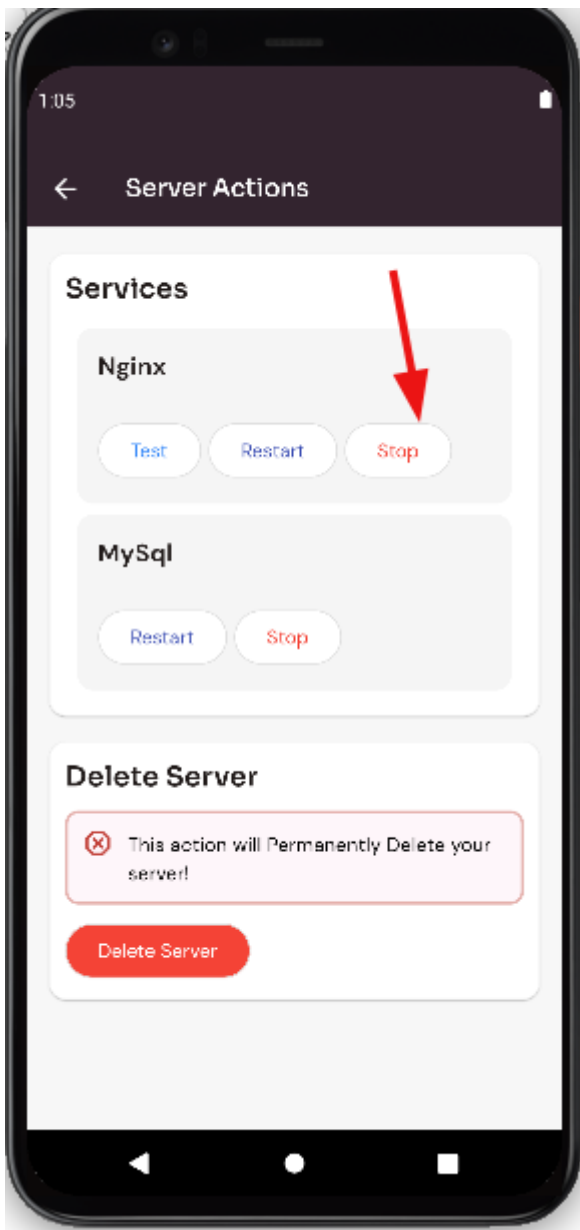 1:05
Server Actions
Services
Nginx
Test Restart Stop
MySql
Restart Stop
Delete Server
This action will Permanently Delete your
server!
Delete Server